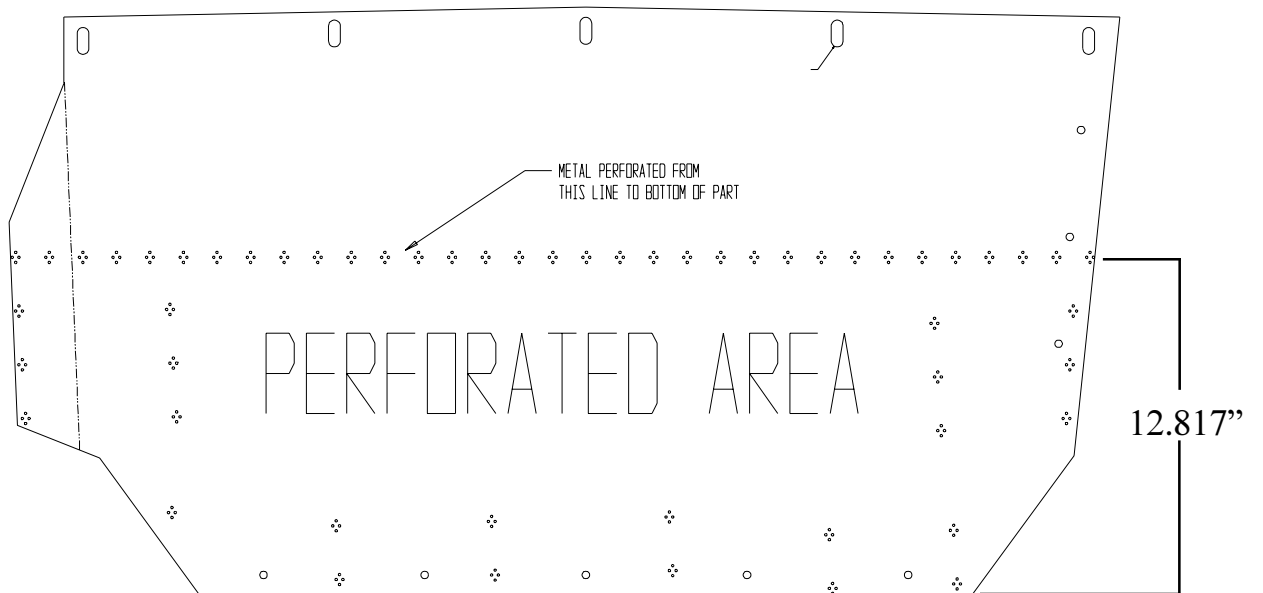 METAL PERFORATED FROM
THIS LINE TO BOTTOM OF PART
PERFORATED AREA
12.817”